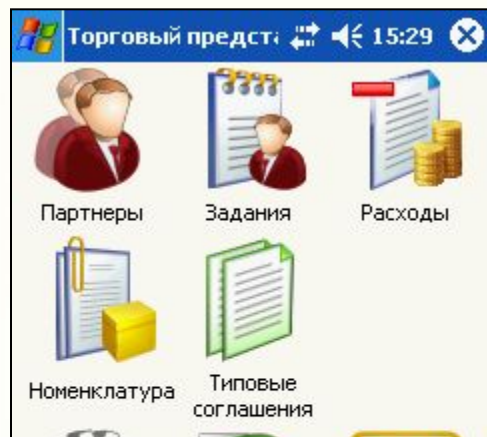 Торговый предст
15:29
Партнеры
Задания
Расходы
Номенклатура
Типовые
соглашения